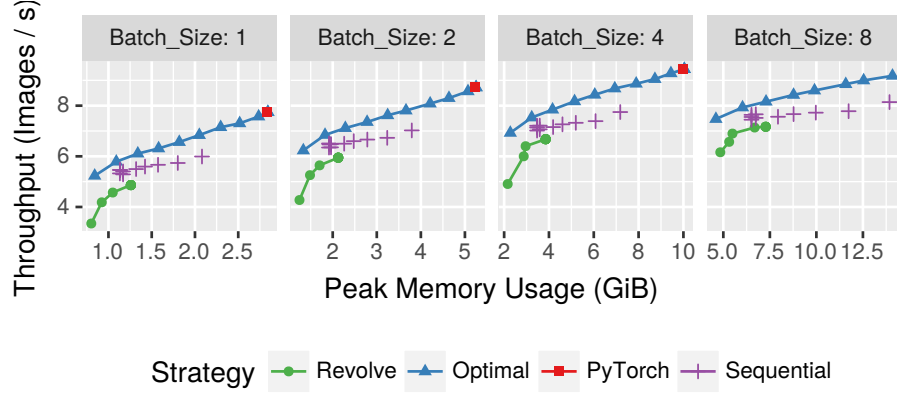 Batch_Size: 1 Batch_Size: 2 Batch_Size: 4 Batch_Size: 8
Throughput (Images / s)
8
6
4
1.0 1.5 2.0 2.5 2 3 4 5 2 4 6 8 10 5.0 7.5 10.0 12.5
Peak Memory Usage (GiB)
Strategy Revolve Optimal PyTorch Sequential